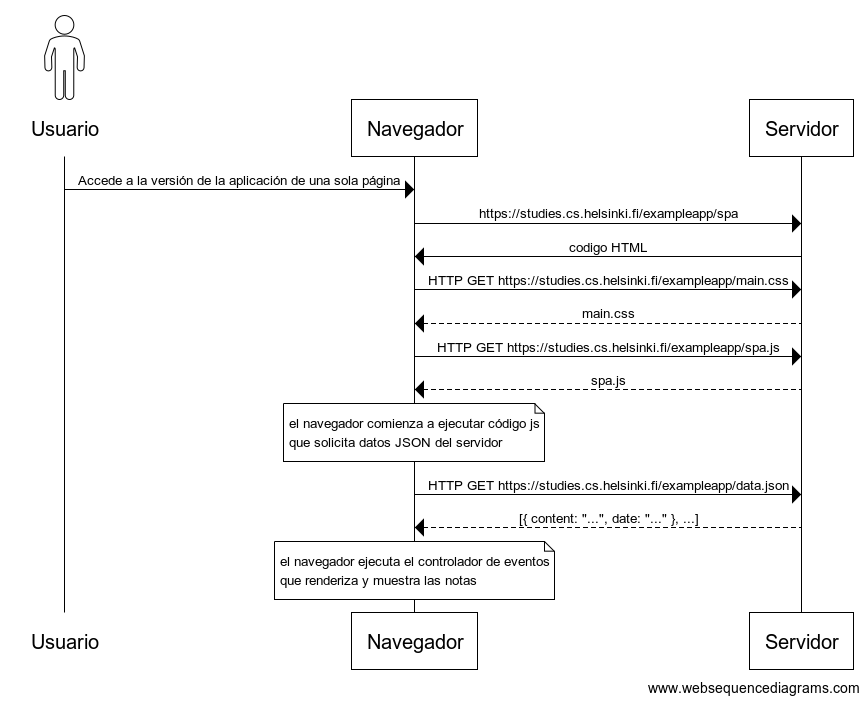 Usuario
Navegador
Servidor
Accede a la versión de la aplicación de una sola página
https://studies.cs.helsinki.fi/exampleapp/spa
codigo HTML
HTTP GET https://studies.cs.helsinki.fi/exampleapp/main.css
main.css
HTTP GET https://studies.cs.helsinki.fi/exampleapp/spa.js
spa.js
el navegador comienza a ejecutar código js
que solicita datos JSON del servidor
HTTP GET https://studies.cs.helsinki.fi/exampleapp/data.json
[{ content: "...", date: "..." }, ...]
el navegador ejecuta el controlador de eventos
que renderiza y muestra las notas
Usuario
Navegador
Servidor
www.websequencediagrams.com